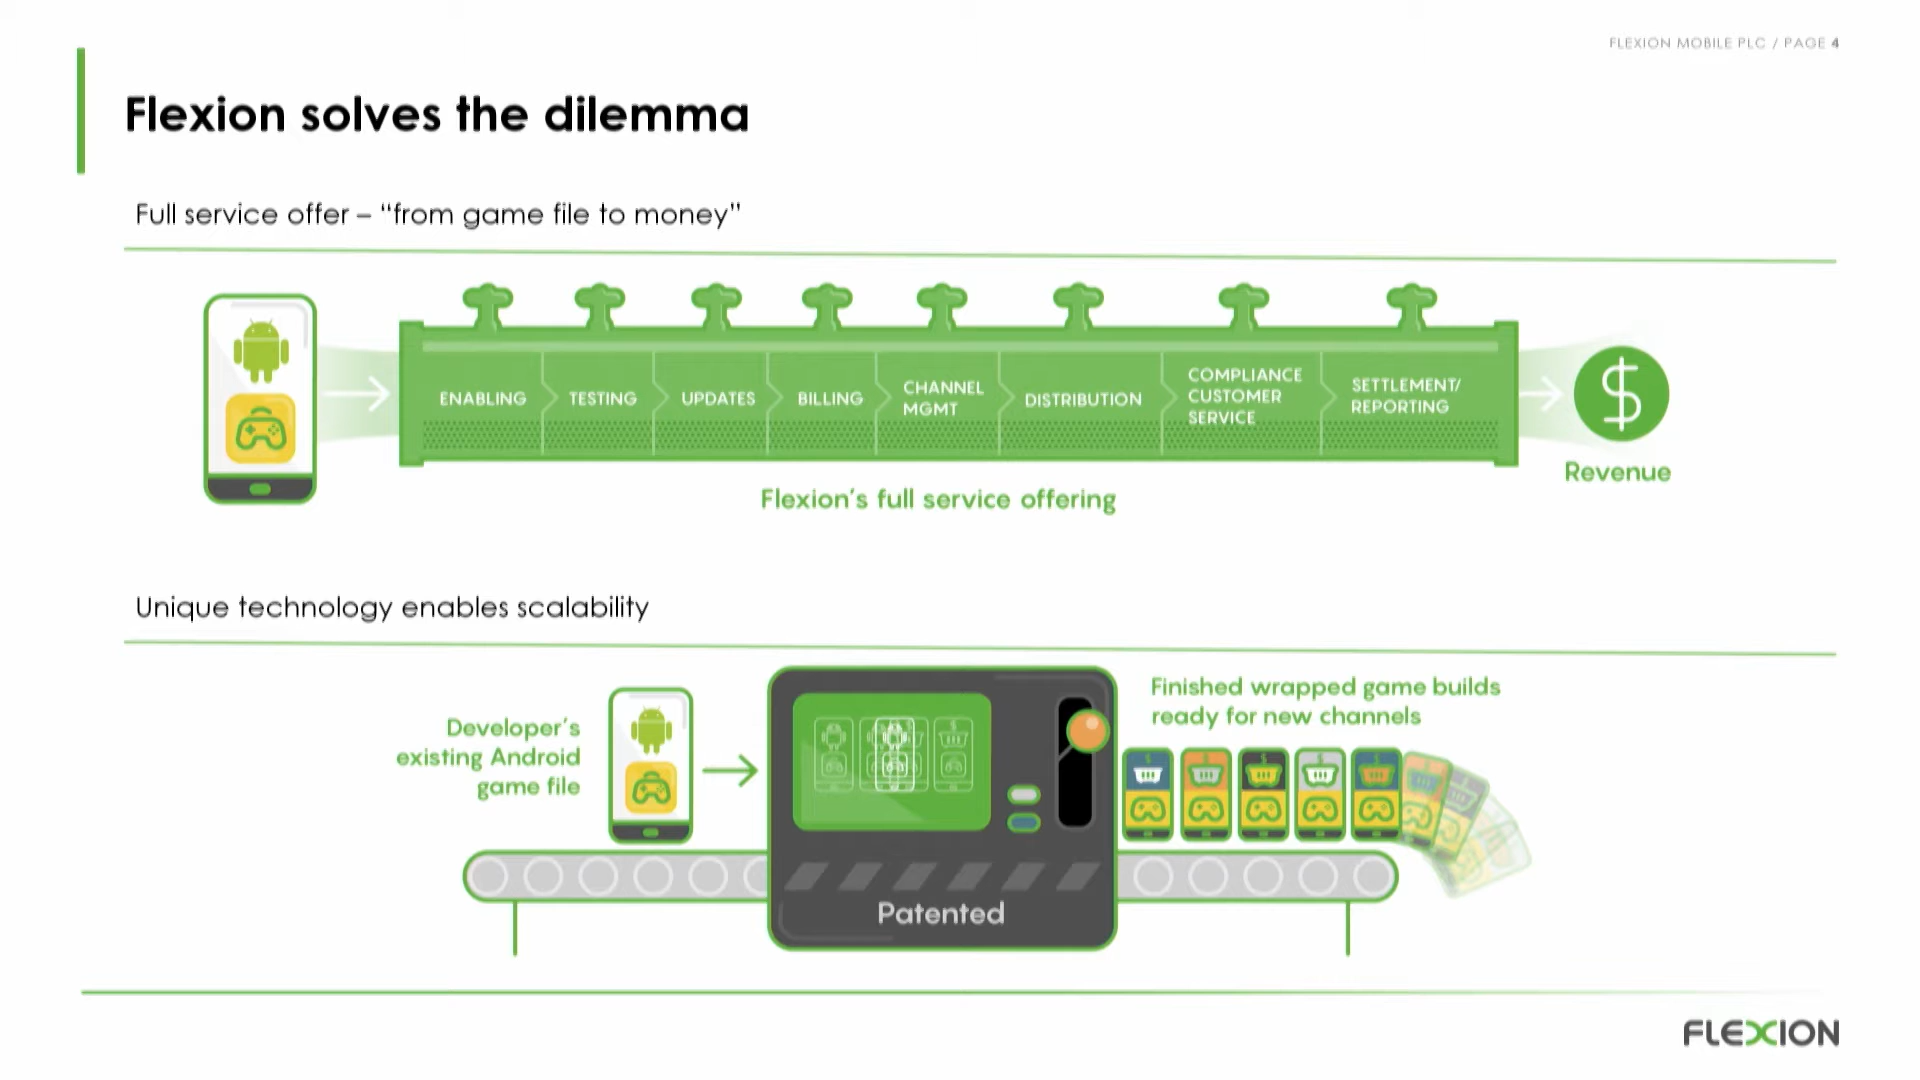 FLEXION MOBILE PLC / PAGE 4
Flexion solves the dilemma
Full service offer – “from game file to money”
ENABLING
TESTING
UPDATES
BILLING
CHANNEL
MGMT
DISTRIBUTION
COMPLIANCE
CUSTOMER
SERVICE
SETTLEMENT/
REPORTING
$
Revenue
Flexion’s full service offering
Unique technology enables scalability
Developer’s
existing Android
game file
Patented
Finished wrapped game builds
ready for new channels
FLEXION